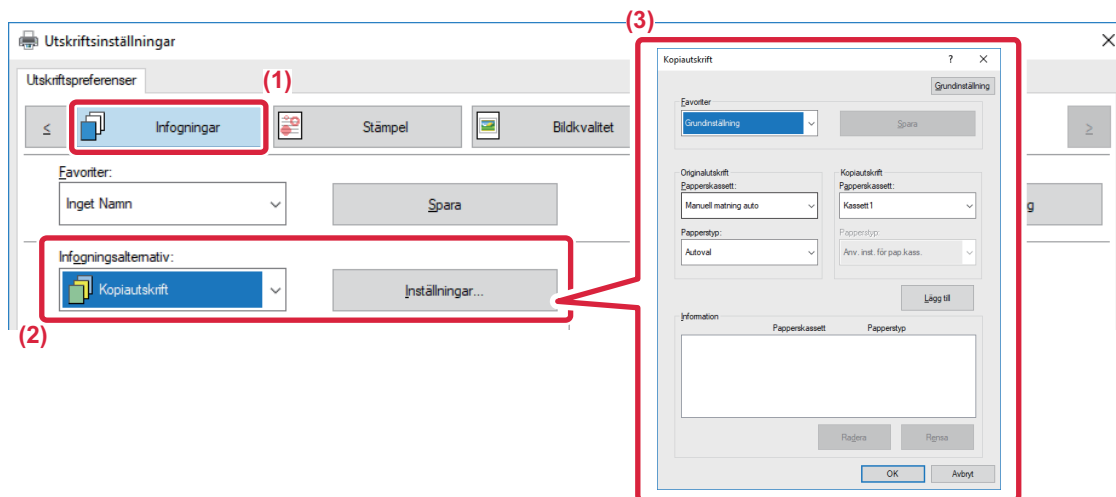 (3)
Utskriftsinställningar
Utskriftspreferenser
(1)
<
Infogningar
Stämpel
Bildkvalitet
>
Favoriter:
Inget Namn
Spara
g
Infogningsalternativ:
Kopiautskrift
Inställningar...
(2)
Kopiautskrift
?
Grundinställning
Favoriter
Grundinställning
Spara
Originalutskrift
Kopiautskrift
Papperskassett:
Papperskassett:
Manuell matning auto
Kassett1
Papperstyp:
Papperstyp:
Autoval
Anv. inst. för pap.kass.
Lägg till
Information
Papperskassett
Papperstyp
Radera
Rensa
OK
Avbryt